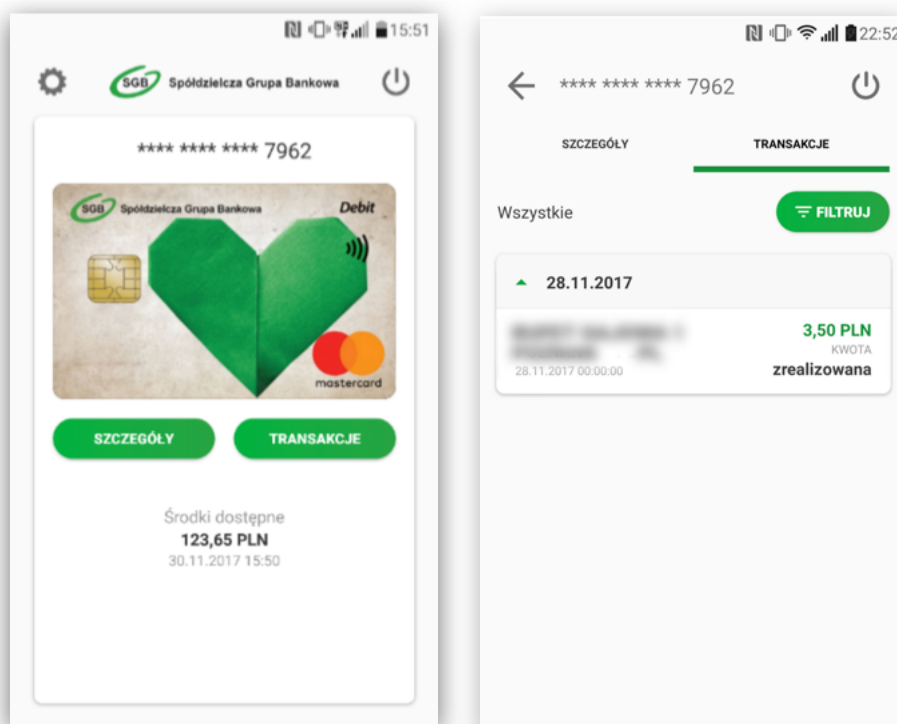 15:51
SGB Spółdzielcza Grupa Bankowa
**** **** **** 7962
SGB Spółdzielcza Grupa Bankowa Debit
mastercard
SZCZEGÓŁY TRANSAKCJE
Środki dostępne
123,65 PLN
30.11.2017 15:50
22:52
**** **** **** 7962
SZCZEGÓŁY TRANSAKCJE
Wszystkie FILTRUJ
28.11.2017
3,50 PLN
KWOTA
28.11.2017 00:00:00 zrealizowana